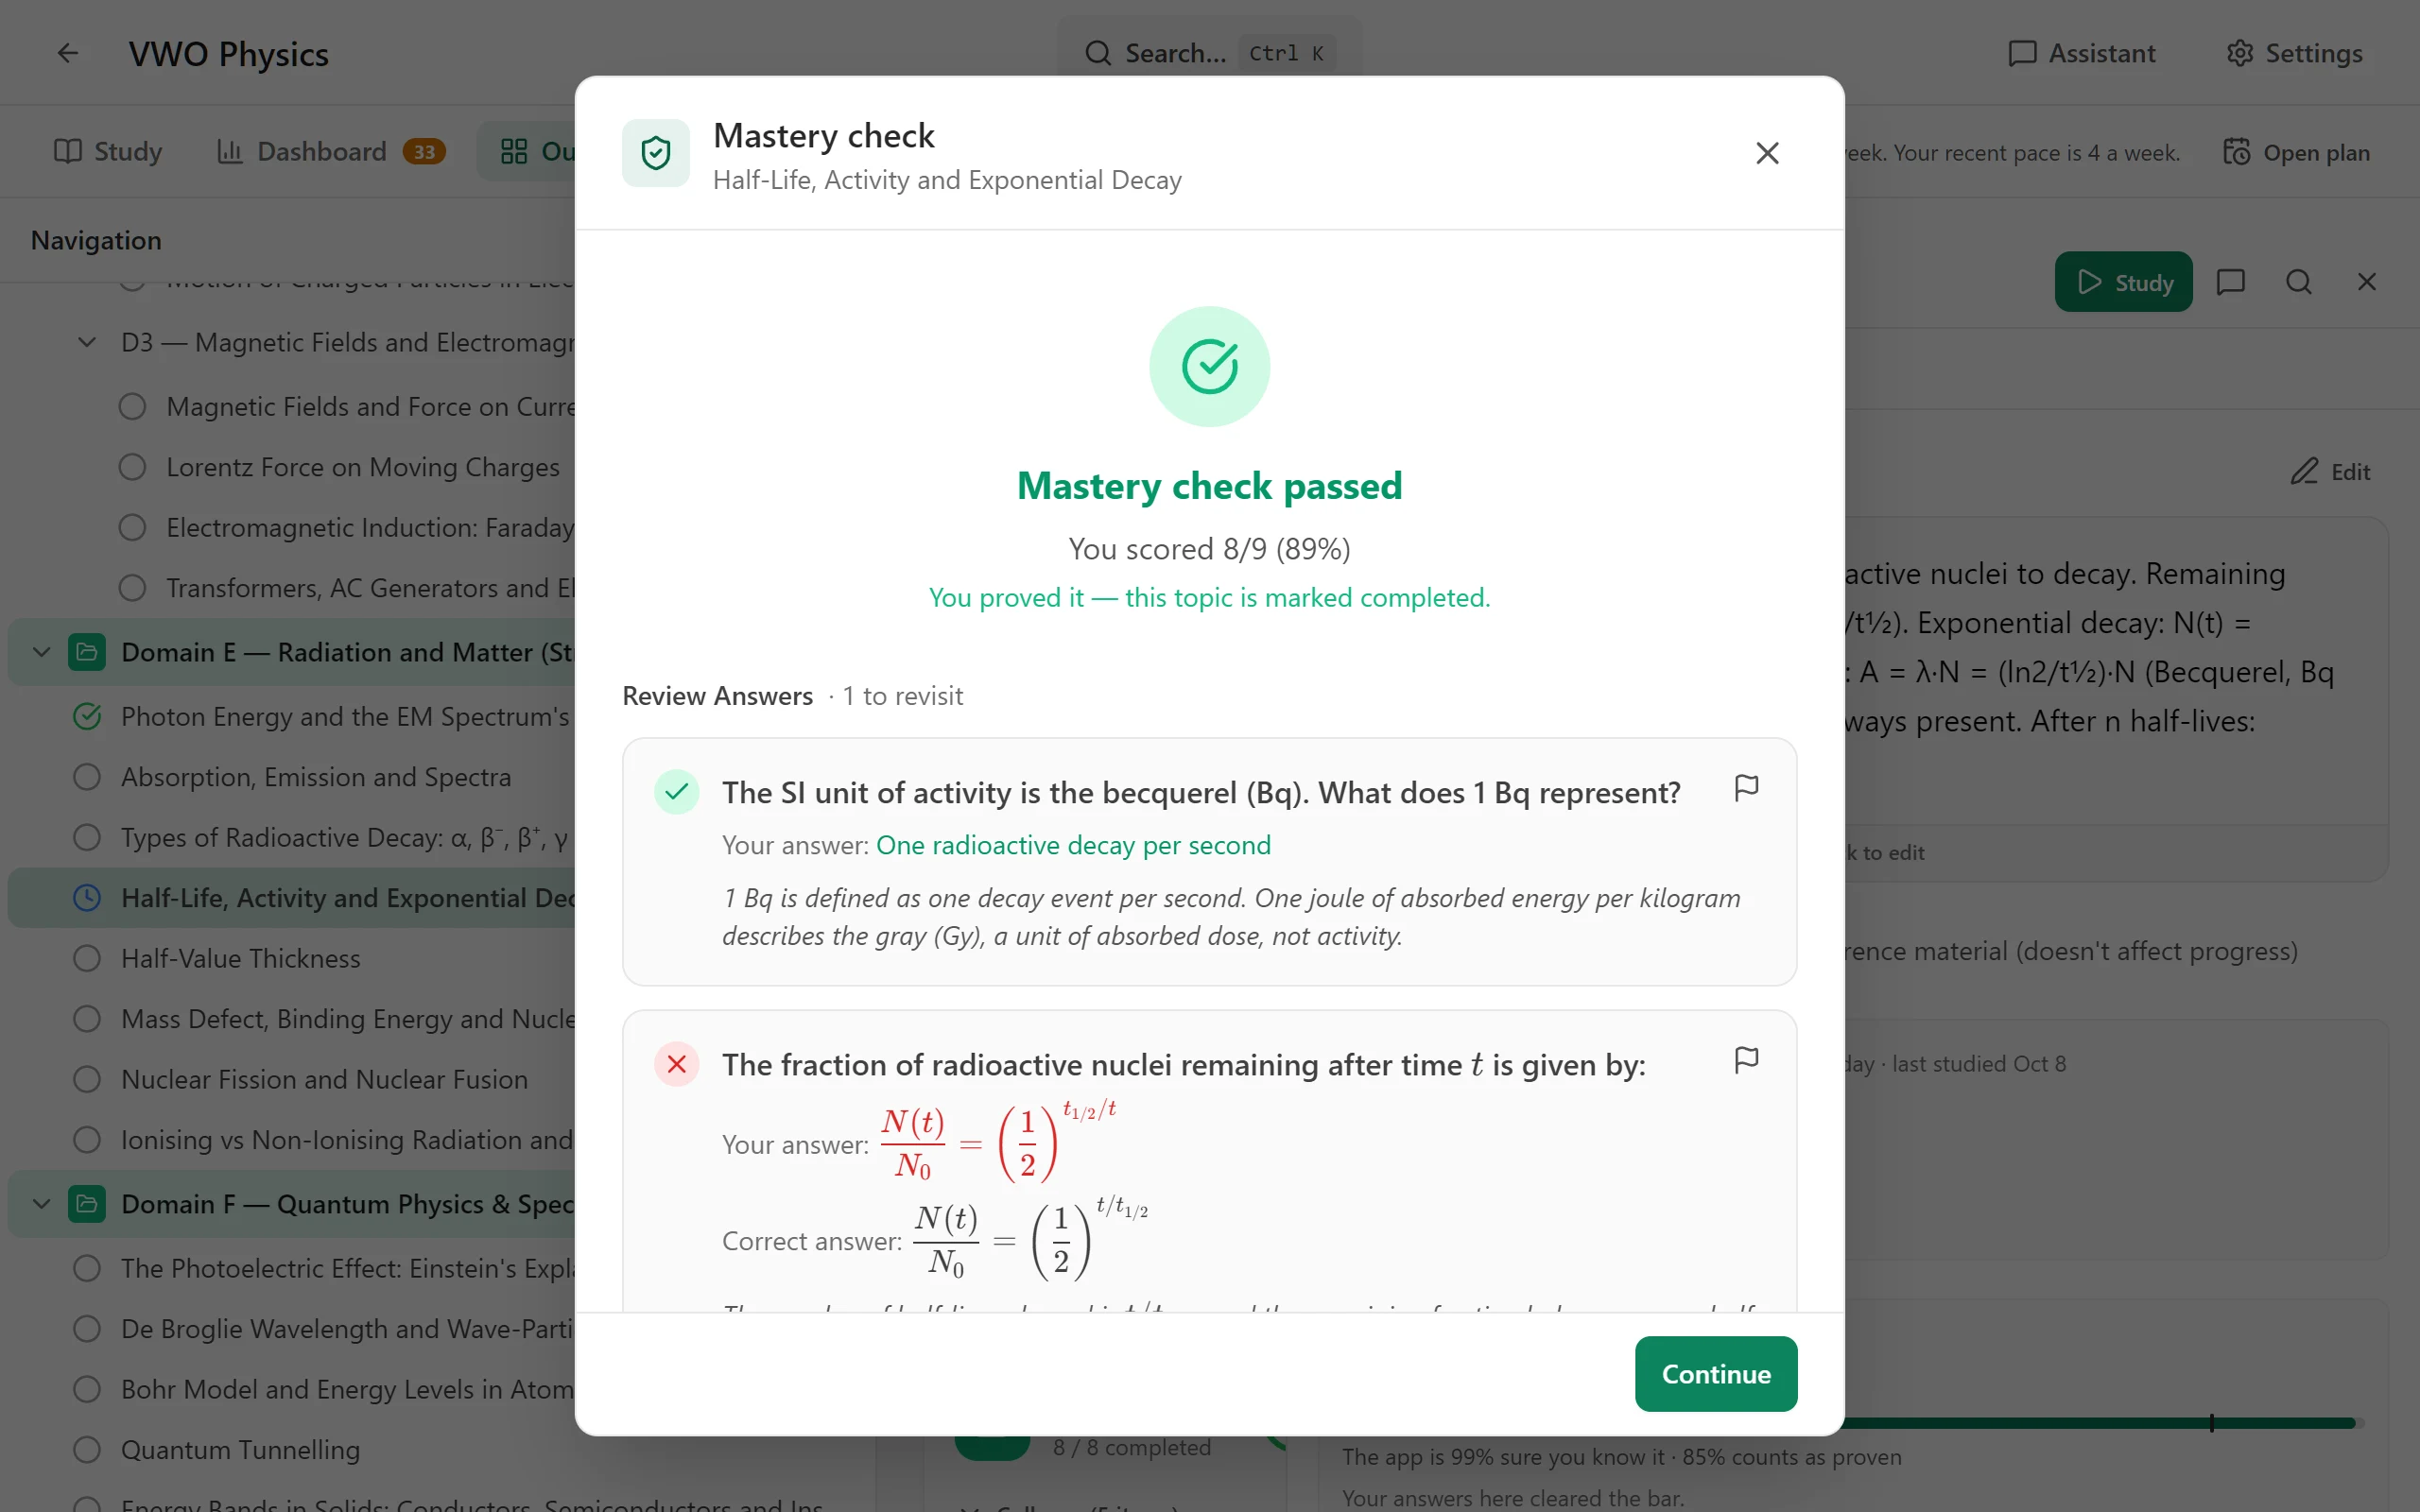 VWO Physics
Search... Ctrl K
Assistant
Settings
Study
Dashboard 33
week. Your recent pace is 4 a week.
Open plan
Navigation
D3 — Magnetic Fields and Electromagn
Magnetic Fields and Force on Curre
Lorentz Force on Moving Charges
Electromagnetic Induction: Faraday
Transformers, AC Generators and El
Domain E — Radiation and Matter (St
Photon Energy and the EM Spectrum's
Absorption, Emission and Spectra
Types of Radioactive Decay: α, β⁻, β⁺, γ
Half-Life, Activity and Exponential Dec
Half-Value Thickness
Mass Defect, Binding Energy and Nucle
Nuclear Fission and Nuclear Fusion
Ionising vs Non-Ionising Radiation and
Domain F — Quantum Physics & Spec
The Photoelectric Effect: Einstein's Expla
De Broglie Wavelength and Wave-Parti
Bohr Model and Energy Levels in Atom
Quantum Tunnelling
Energy Bands in Solids: Conductors, Semiconductors and Ins
Mastery check
Half-Life, Activity and Exponential Decay
Mastery check passed
You scored 8/9 (89%)
You proved it — this topic is marked completed.
Review Answers · 1 to revisit
The SI unit of activity is the becquerel (Bq). What does 1 Bq represent?
Your answer: One radioactive decay per second
1 Bq is defined as one decay event per second. One joule of absorbed energy per kilogram
describes the gray (Gy), a unit of absorbed dose, not activity.
The fraction of radioactive nuclei remaining after time t is given by:
Your answer: N(t)/N₀ = (1/2)^(t_{1/2}/t)
Correct answer: N(t)/N₀ = (1/2)^(t/t_{1/2})
Continue
Study
Edit
active nuclei to decay. Remaining
/t½). Exponential decay: N(t) =
: A = λ·N = (ln2/t½)·N (Becquerel, Bq
ways present. After n half-lives:
k to edit
rence material (doesn't affect progress)
day · last studied Oct 8
8 / 8 completed
The app is 99% sure you know it · 85% counts as proven
Your answers here cleared the bar.